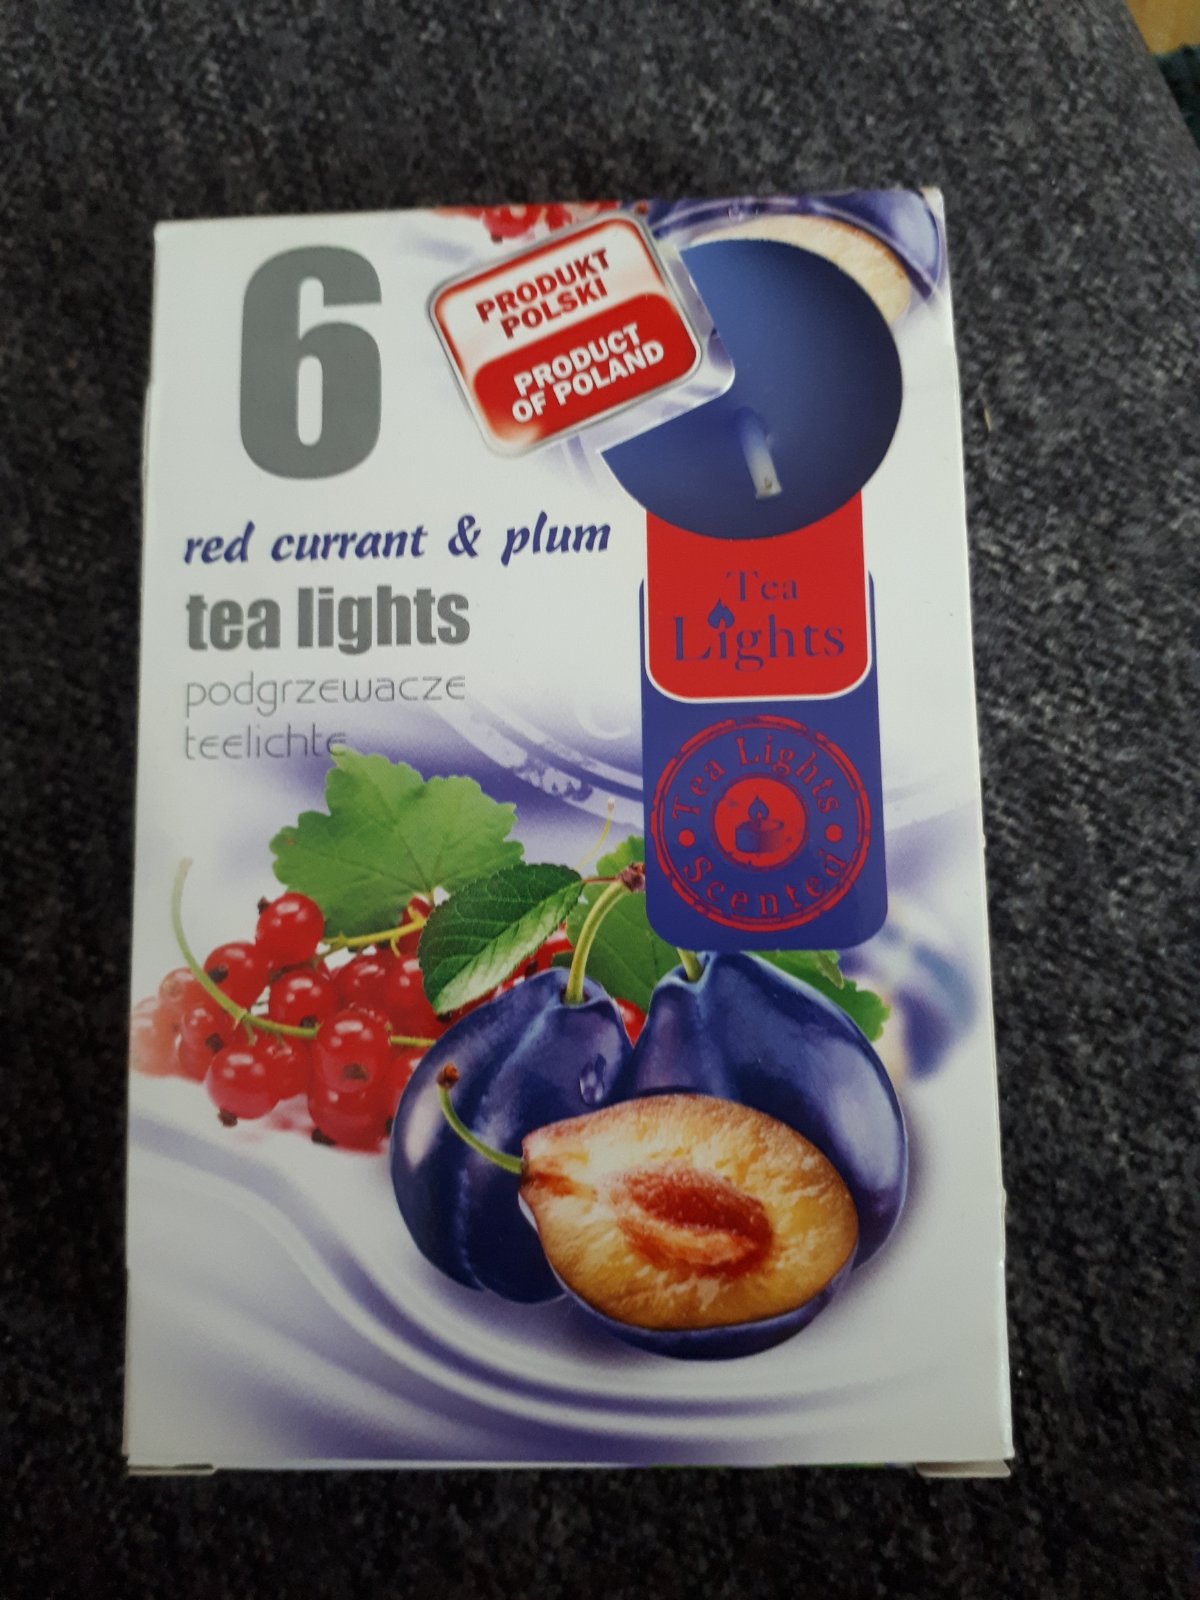 6
PRODUKT
POLSKI
PRODUCT
OF POLAND
red currant & plum
tea lights
podgrzewacze
teelichte
Tea
Lights
Tea Lights
Scented